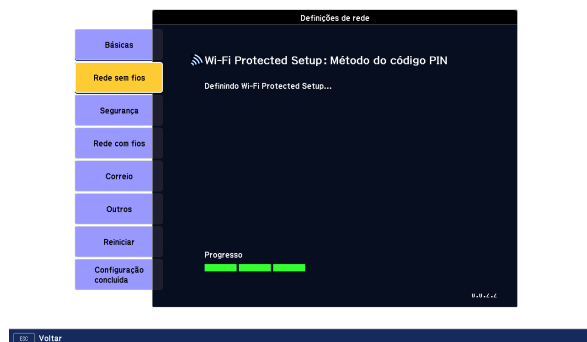 Definições de rede
Básicas
Rede sem fios
Segurança
Rede com fios
Correio
Outros
Reiniciar
Configuração
concluída
Wi-Fi Protected Setup: Método do código PIN
Definindo Wi-Fi Protected Setup...
Progresso
ESC Voltar